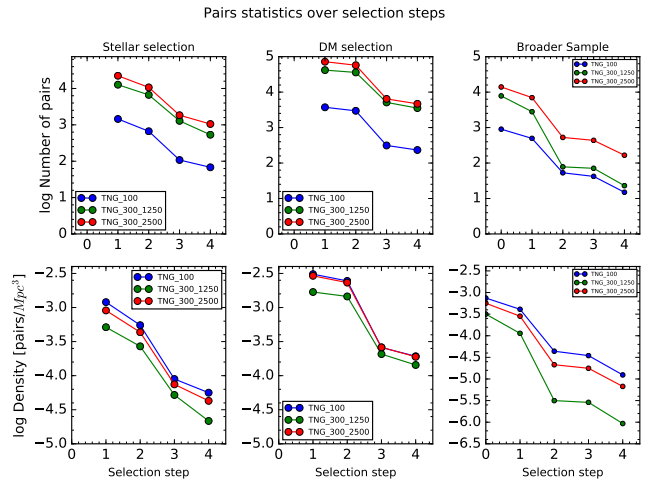 Pairs statistics over selection steps
Stellar selection
DM selection
Broader Sample
log Number of pairs
4
3
2
1
0
TNG_100
TNG_300_1250
TNG_300_2500
0 1 2 3 4
5
4
3
2
1
0
TNG_100
TNG_300_1250
TNG_300_2500
0 1 2 3 4
5
4
3
2
1
0
TNG_100
TNG_300_1250
TNG_300_2500
0 1 2 3 4
log Density [pairs/Mpc³]
−2.5
−3.0
−3.5
−4.0
−4.5
−5.0
TNG_100
TNG_300_1250
TNG_300_2500
0 1 2 3 4
Selection step
−2.5
−3.0
−3.5
−4.0
−4.5
−5.0
TNG_100
TNG_300_1250
TNG_300_2500
0 1 2 3 4
Selection step
−2.5
−3.0
−3.5
−4.0
−4.5
−5.0
−5.5
−6.0
−6.5
TNG_100
TNG_300_1250
TNG_300_2500
0 1 2 3 4
Selection step